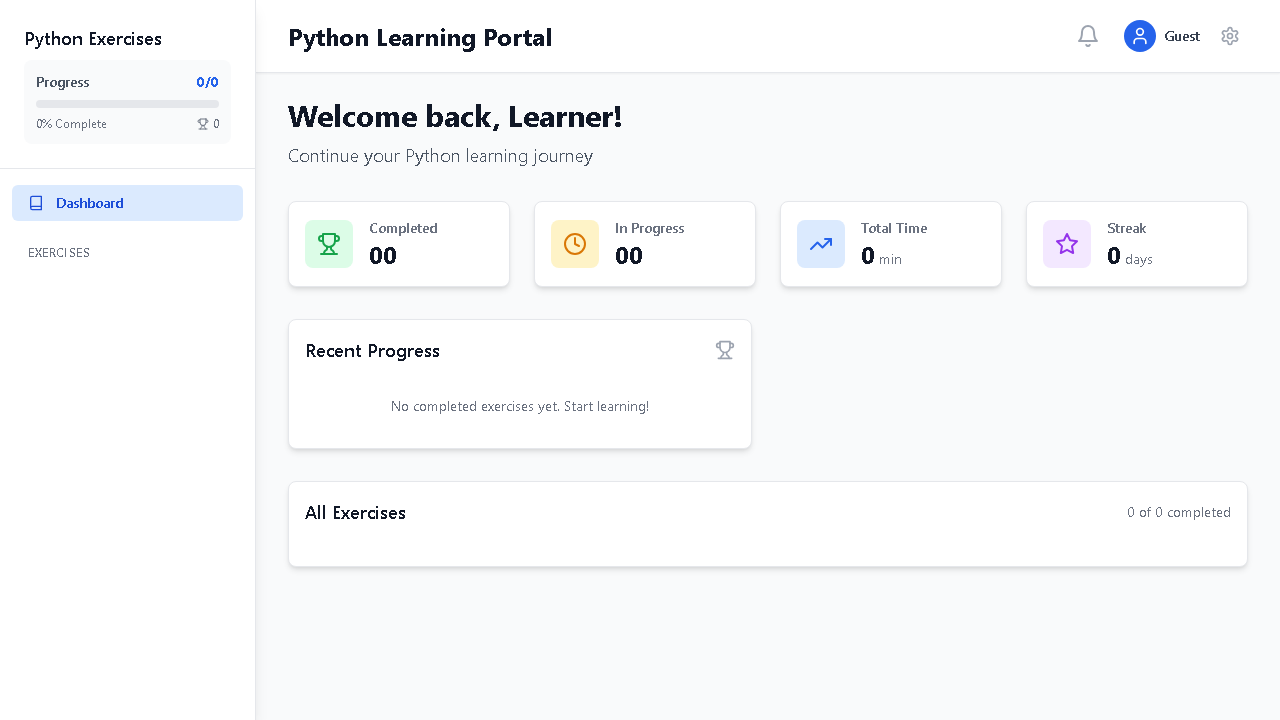 Python Exercises
Progress 0/0
0% Complete 0
Dashboard
EXERCISES
Python Learning Portal
Guest
Welcome back, Learner!
Continue your Python learning journey
Completed
00
In Progress
00
Total Time
0 min
Streak
0 days
Recent Progress
No completed exercises yet. Start learning!
All Exercises
0 of 0 completed